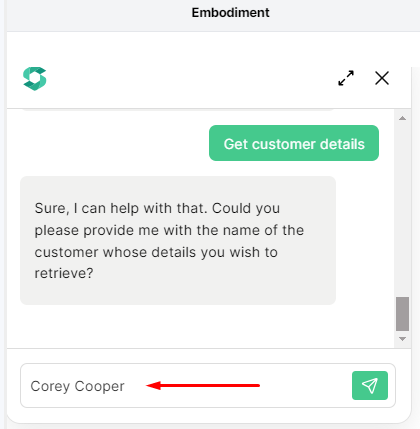 Embodiment
Get customer details
Sure, I can help with that. Could you
please provide me with the name of the
customer whose details you wish to
retrieve?
Corey Cooper